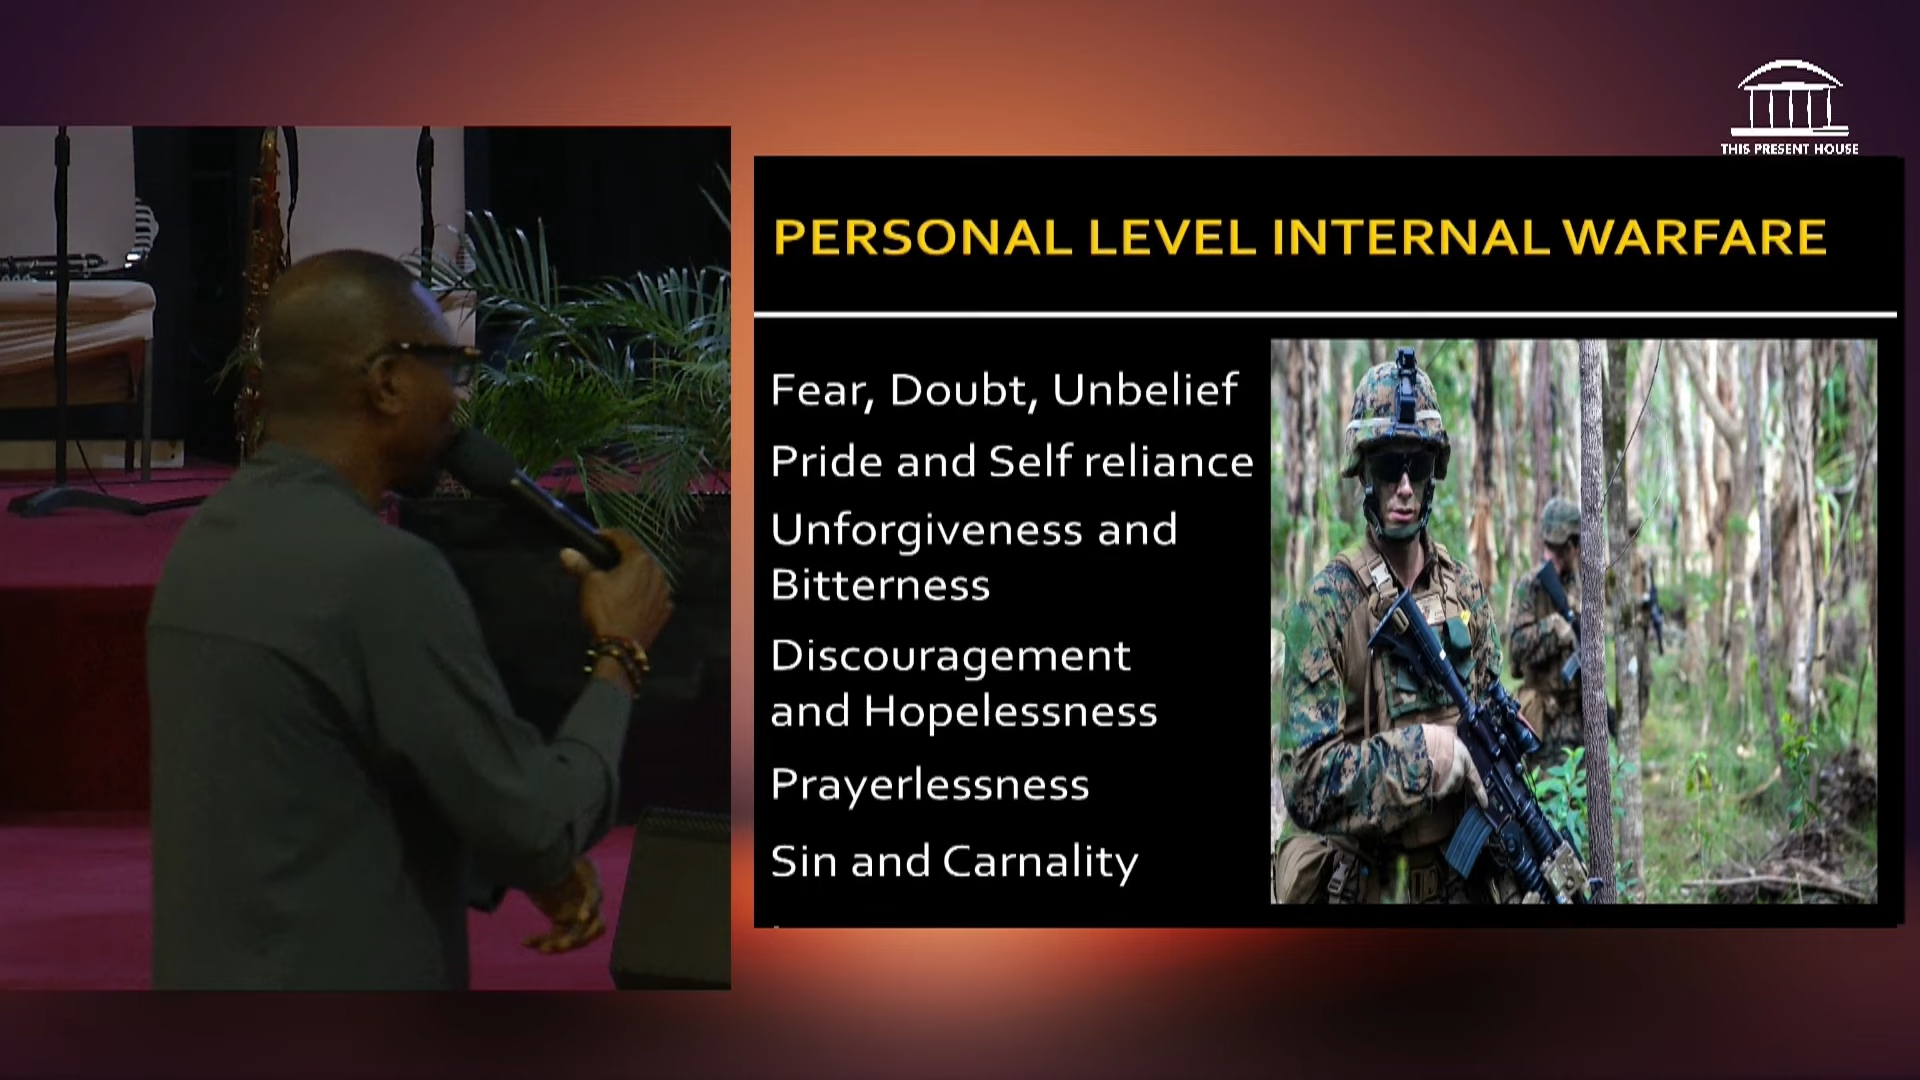 THIS PRESENT HOUSE
PERSONAL LEVEL INTERNAL WARFARE
Fear, Doubt, Unbelief
Pride and Self reliance
Unforgiveness and
Bitterness
Discouragement
and Hopelessness
Prayerlessness
Sin and Carnality